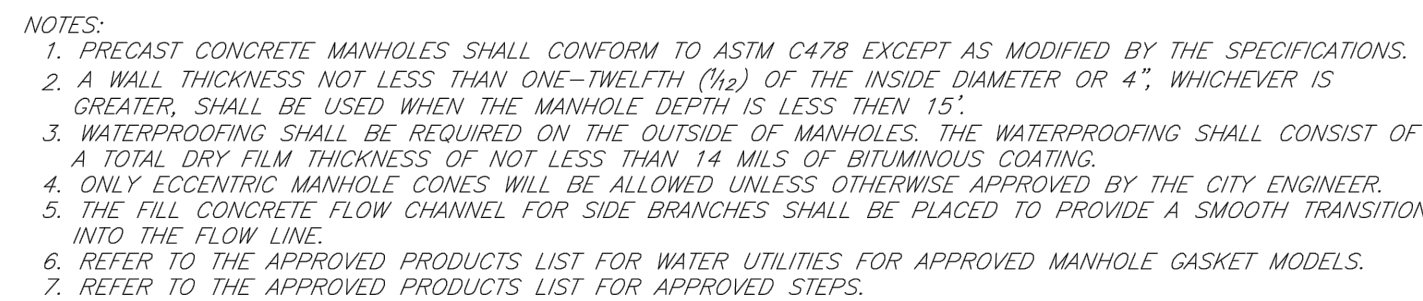 NOTES:
1. PRECAST CONCRETE MANHOLES SHALL CONFORM TO ASTM C478 EXCEPT AS MODIFIED BY THE SPECIFICATIONS.
2. A WALL THICKNESS NOT LESS THAN ONE-TWELFTH (1/12) OF THE INSIDE DIAMETER OR 4", WHICHEVER IS
GREATER, SHALL BE USED WHEN THE MANHOLE DEPTH IS LESS THEN 15'.
3. WATERPROOFING SHALL BE REQUIRED ON THE OUTSIDE OF MANHOLES. THE WATERPROOFING SHALL CONSIST OF
A TOTAL DRY FILM THICKNESS OF NOT LESS THAN 14 MILS OF BITUMINOUS COATING.
4. ONLY ECCENTRIC MANHOLE CONES WILL BE ALLOWED UNLESS OTHERWISE APPROVED BY THE CITY ENGINEER.
5. THE FILL CONCRETE FLOW CHANNEL FOR SIDE BRANCHES SHALL BE PLACED TO PROVIDE A SMOOTH TRANSITION
INTO THE FLOW LINE.
6. REFER TO THE APPROVED PRODUCTS LIST FOR WATER UTILITIES FOR APPROVED MANHOLE GASKET MODELS.
7. REFER TO THE APPROVED PRODUCTS LIST FOR APPROVED STEPS.